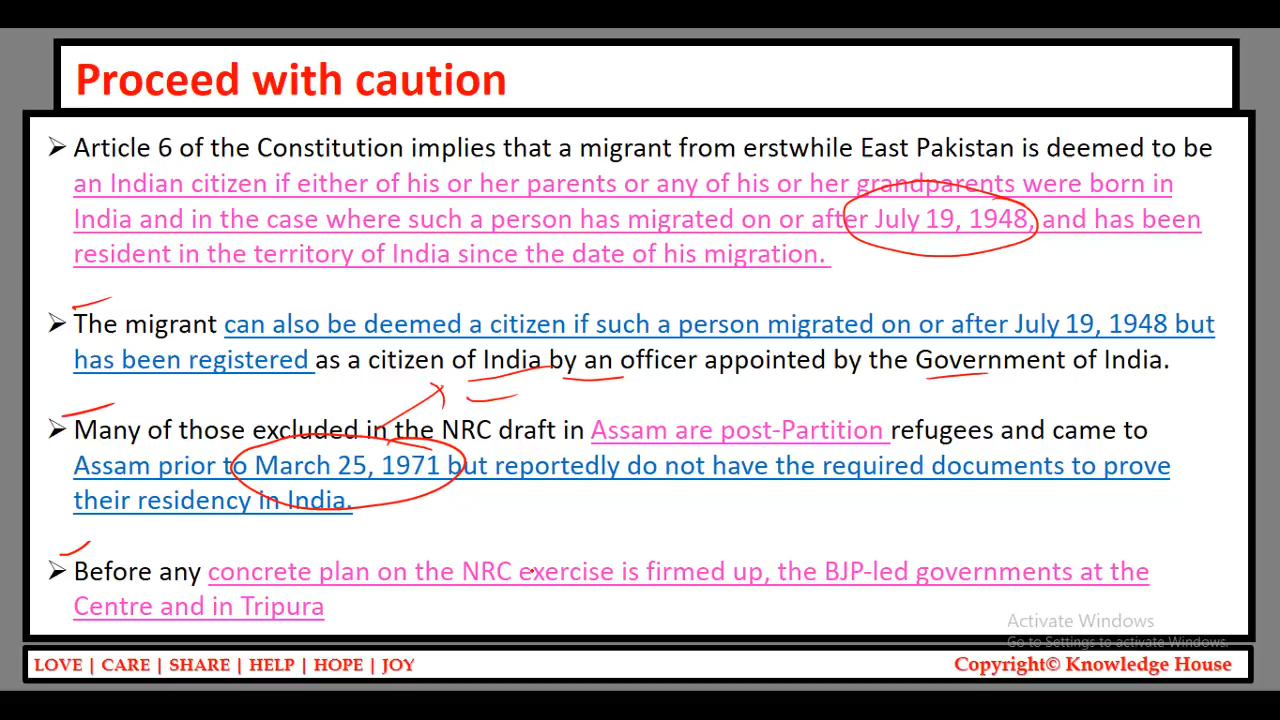 Proceed with caution
Article 6 of the Constitution implies that a migrant from erstwhile East Pakistan is deemed to be
an Indian citizen if either of his or her parents or any of his or her grandparents were born in
India and in the case where such a person has migrated on or after July 19, 1948, and has been
resident in the territory of India since the date of his migration.
The migrant can also be deemed a citizen if such a person migrated on or after July 19, 1948 but
has been registered as a citizen of India by an officer appointed by the Government of India.
Many of those excluded in the NRC draft in Assam are post-Partition refugees and came to
Assam prior to March 25, 1971 but reportedly do not have the required documents to prove
their residency in India.
Before any concrete plan on the NRC exercise is firmed up, the BJP-led governments at the
Centre and in Tripura
Activate Windows
Go to Settings to activate Windows.
LOVE | CARE | SHARE | HELP | HOPE | JOY
Copyright© Knowledge House